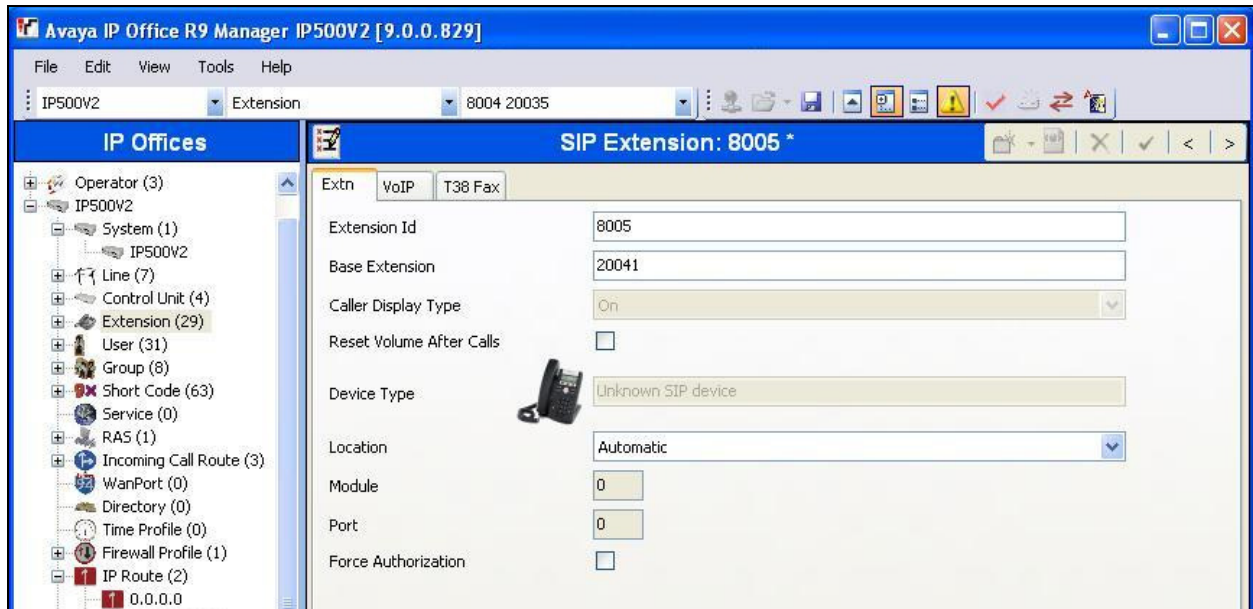 Avaya IP Office R9 Manager IP500V2 [9.0.0.829]
File Edit View Tools Help
IP500V2 Extension 8004 20035
IP Offices
SIP Extension: 8005 *
Operator (3)
IP500V2
System (1)
IP500V2
Line (7)
Control Unit (4)
Extension (29)
User (31)
Group (8)
Short Code (63)
Service (0)
RAS (1)
Incoming Call Route (3)
WanPort (0)
Directory (0)
Time Profile (0)
Firewall Profile (1)
IP Route (2)
0.0.0.0
Extn VoIP T38 Fax
Extension Id 8005
Base Extension 20041
Caller Display Type On
Reset Volume After Calls
Device Type Unknown SIP device
Location Automatic
Module 0
Port 0
Force Authorization